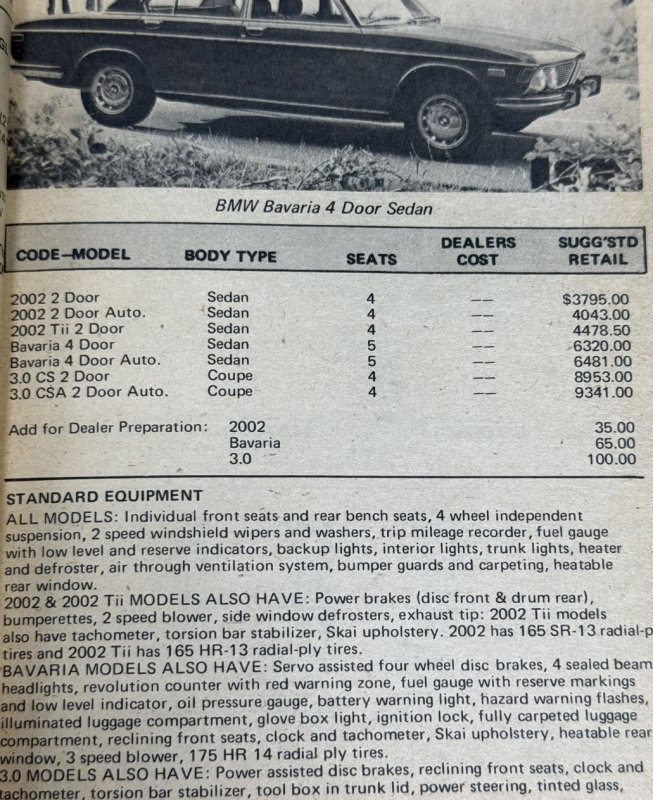 BMW Bavaria 4 Door Sedan
CODE—MODEL BODY TYPE SEATS DEALERS COST SUGG'STD RETAIL
2002 2 Door Sedan 4 —— $3795.00
2002 2 Door Auto. Sedan 4 —— 4043.00
2002 Tii 2 Door Sedan 4 —— 4478.50
Bavaria 4 Door Sedan 5 —— 6320.00
Bavaria 4 Door Auto. Sedan 5 —— 6481.00
3.0 CS 2 Door Coupe 4 —— 8953.00
3.0 CSA 2 Door Auto. Coupe 4 —— 9341.00
Add for Dealer Preparation: 2002 35.00
Bavaria 65.00
3.0 100.00
STANDARD EQUIPMENT
ALL MODELS: Individual front seats and rear bench seats, 4 wheel independent
suspension, 2 speed windshield wipers and washers, trip mileage recorder, fuel gauge
with low level and reserve indicators, backup lights, interior lights, trunk lights, heater
and defroster, air through ventilation system, bumper guards and carpeting, heatable
rear window.
2002 & 2002 Tii MODELS ALSO HAVE: Power brakes (disc front & drum rear),
bumperettes, 2 speed blower, side window defrosters, exhaust tip: 2002 Tii models
also have tachometer, torsion bar stabilizer, Skai upholstery. 2002 has 165 SR-13 radial-p
tires and 2002 Tii has 165 HR-13 radial-ply tires.
BAVARIA MODELS ALSO HAVE: Servo assisted four wheel disc brakes, 4 sealed beam
headlights, revolution counter with red warning zone, fuel gauge with reserve markings
and low level indicator, oil pressure gauge, battery warning light, hazard warning flashes,
illuminated luggage compartment, glove box light, ignition lock, fully carpeted luggage
compartment, reclining front seats, clock and tachometer, Skai upholstery, heatable rear
window, 3 speed blower, 175 HR 14 radial ply tires.
3.0 MODELS ALSO HAVE: Power assisted disc brakes, reclining front seats, clock and
tachometer, torsion bar stabilizer, tool box in trunk lid, power steering, tinted glass,